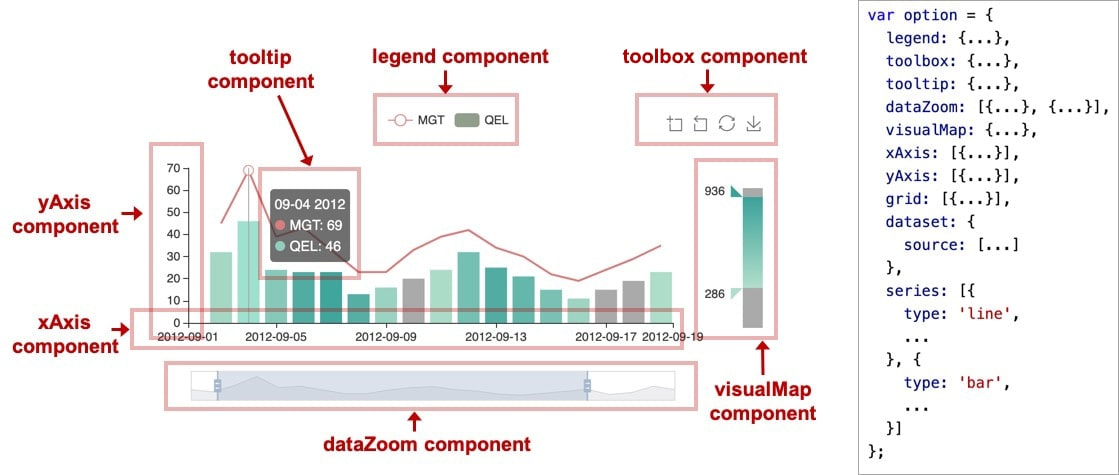 tooltip
component
legend component
toolbox component
MGT
QEL
yAxis
component
70
60
50
40
30
20
10
0
09-04 2012
MGT: 69
QEL: 46
936
286
xAxis
component
2012-09-01
2012-09-05
2012-09-09
2012-09-13
2012-09-17
2012-09-19
visualMap
component
dataZoom component
var option = {
legend: {...},
toolbox: {...},
tooltip: {...},
dataZoom: [{...}, {...}],
visualMap: {...},
xAxis: [{...}],
yAxis: [{...}],
grid: [{...}],
dataset: {
source: [...]
},
series: [{
type: 'line',
...
}, {
type: 'bar',
...
}]
};